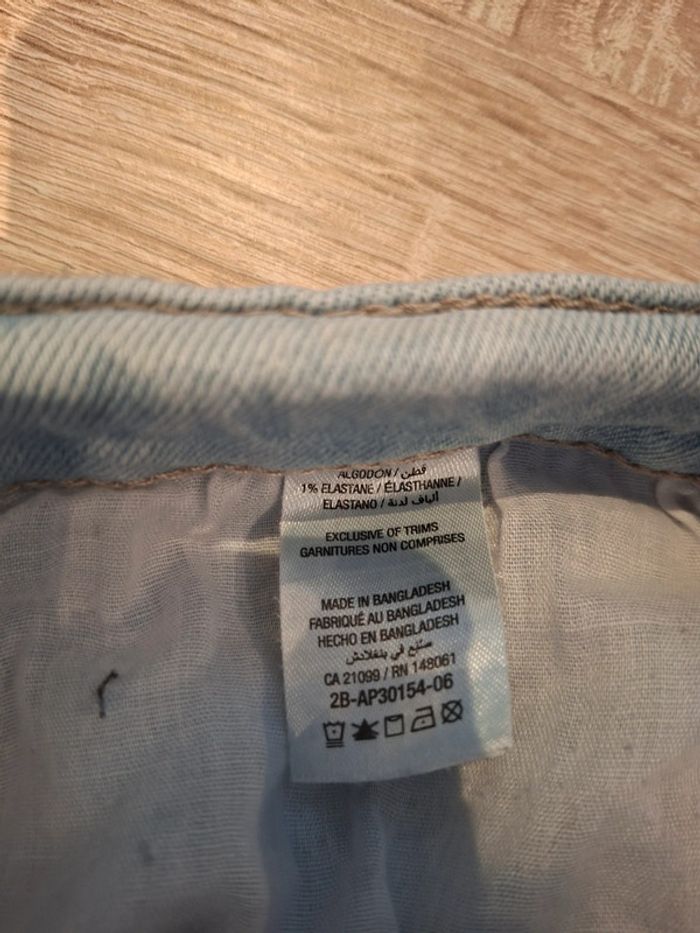 ALGODON / قطن
1% ELASTANE / ÉLASTHANNE /
ELASTANO / ألياف لدنة
EXCLUSIVE OF TRIMS
GARNITURES NON COMPRISES
MADE IN BANGLADESH
FABRIQUÉ AU BANGLADESH
HECHO EN BANGLADESH
صنع في بنغلادش
CA 21099 / RN 148061
2B-AP30154-06